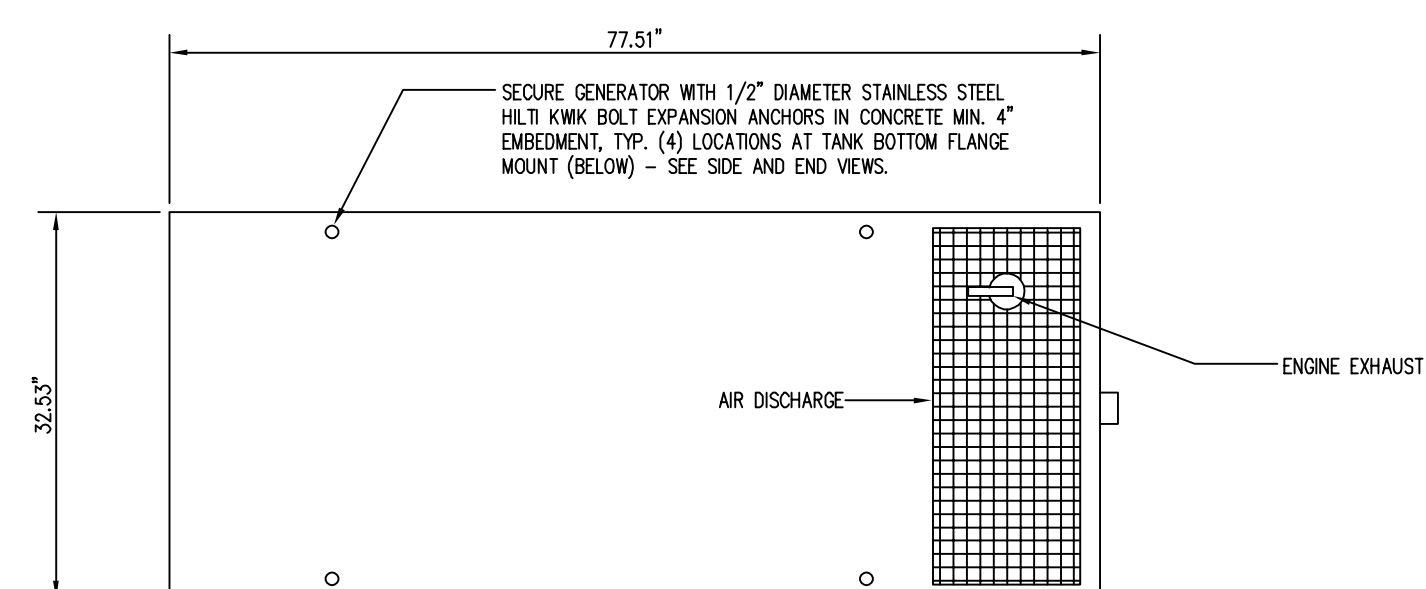 77.51"
SECURE GENERATOR WITH 1/2" DIAMETER STAINLESS STEEL
HILTI KWIK BOLT EXPANSION ANCHORS IN CONCRETE MIN. 4"
EMBEDMENT, TYP. (4) LOCATIONS AT TANK BOTTOM FLANGE
MOUNT (BELOW) – SEE SIDE AND END VIEWS.
ENGINE EXHAUST
32.53"
AIR DISCHARGE